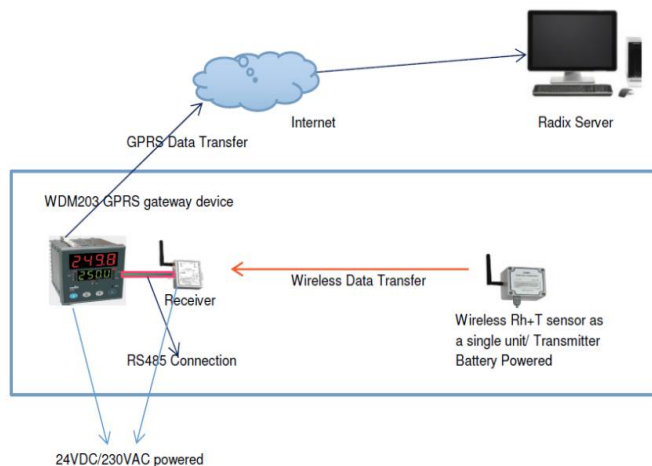 Internet
Radix Server
GPRS Data Transfer
WDM203 GPRS gateway device
249.8
250.0
Receiver
Wireless Data Transfer
RS485 Connection
Wireless Rh+T sensor as
a single unit/ Transmitter
Battery Powered
24VDC/230VAC powered